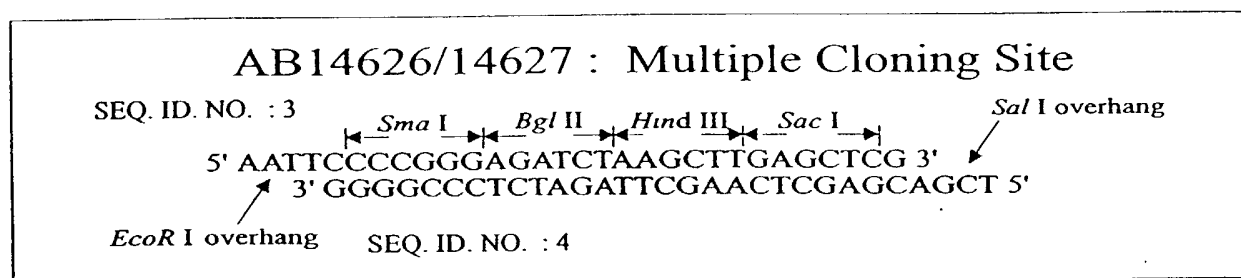 AB14626/14627 : Multiple Cloning Site
SEQ. ID. NO. : 3
Sal I overhang
Sma I Bgl II Hind III Sac I
5' AATTCCCCGGGAGATCTAAGCTTGAGCTCG 3'
3' GGGGCCCTCTAGATTCGAACTCGAGCAGCT 5'
EcoR I overhang
SEQ. ID. NO. : 4